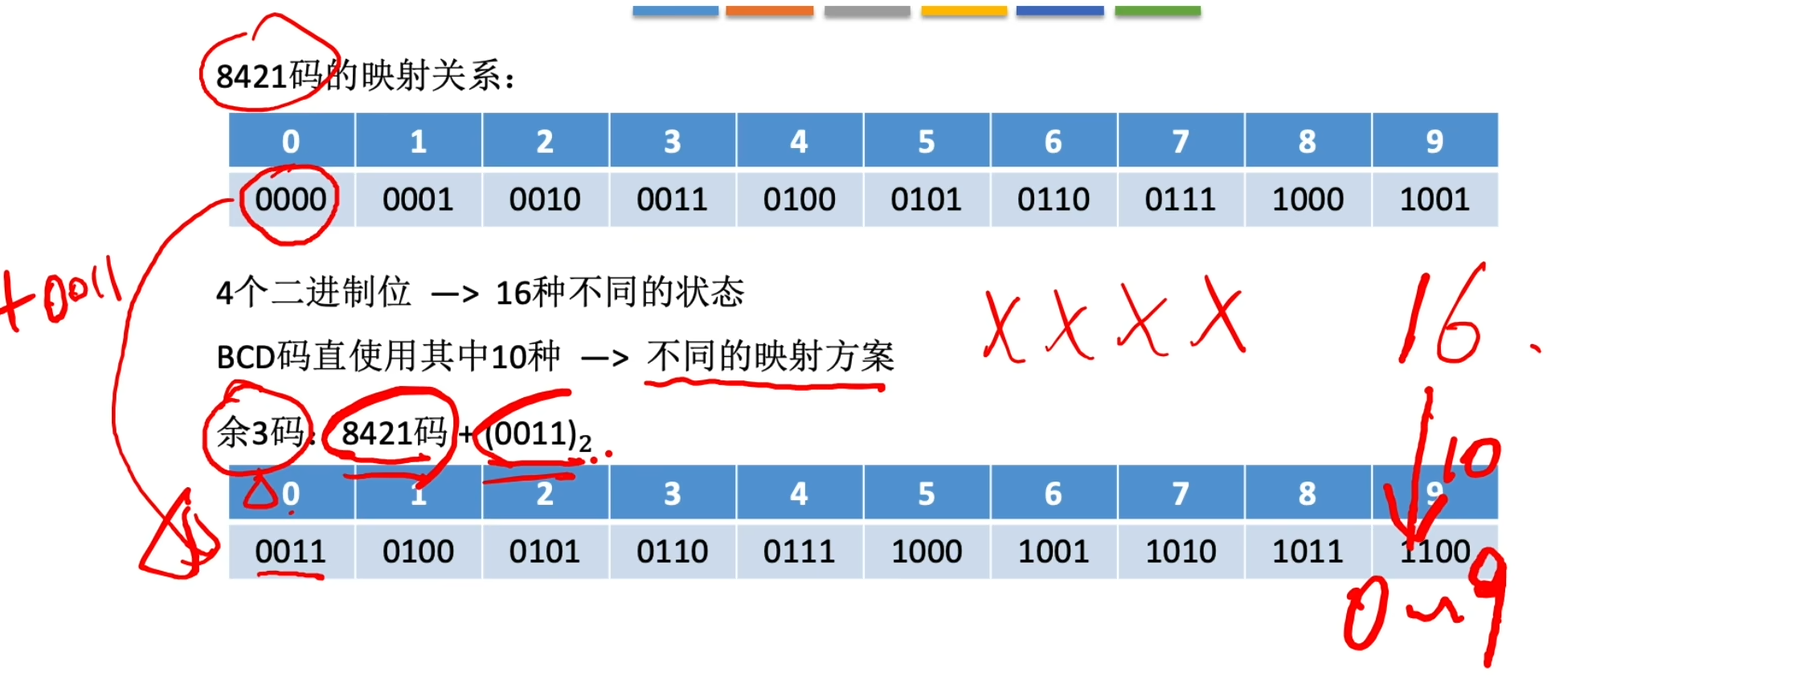 8421码的映射关系：
0 1 2 3 4 5 6 7 8 9
0000 0001 0010 0011 0100 0101 0110 0111 1000 1001
+0011
4个二进制位 —> 16种不同的状态
XXXX 16.
BCD码直使用其中10种 —> 不同的映射方案
余3码：8421码 + (0011)₂
10
0 1 2 3 4 5 6 7 8 9
0011 0100 0101 0110 0111 1000 1001 1010 1011 1100
0~9